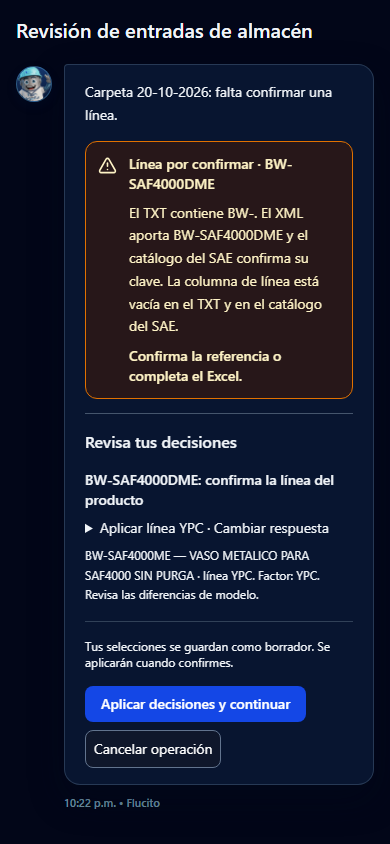 Revisión de entradas de almacén
Carpeta 20-10-2026: falta confirmar una
línea.
Línea por confirmar · BW-
SAF4000DME
El TXT contiene BW-. El XML
aporta BW-SAF4000DME y el
catálogo del SAE confirma su
clave. La columna de línea está
vacía en el TXT y en el catálogo
del SAE.
Confirma la referencia o
completa el Excel.
Revisa tus decisiones
BW-SAF4000DME: confirma la línea del
producto
Aplicar línea YPC · Cambiar respuesta
BW-SAF4000ME — VASO METALICO PARA
SAF4000 SIN PURGA · línea YPC. Factor: YPC.
Revisa las diferencias de modelo.
Tus selecciones se guardan como borrador. Se
aplicarán cuando confirmes.
Aplicar decisiones y continuar
Cancelar operación
10:22 p.m. • Flucito